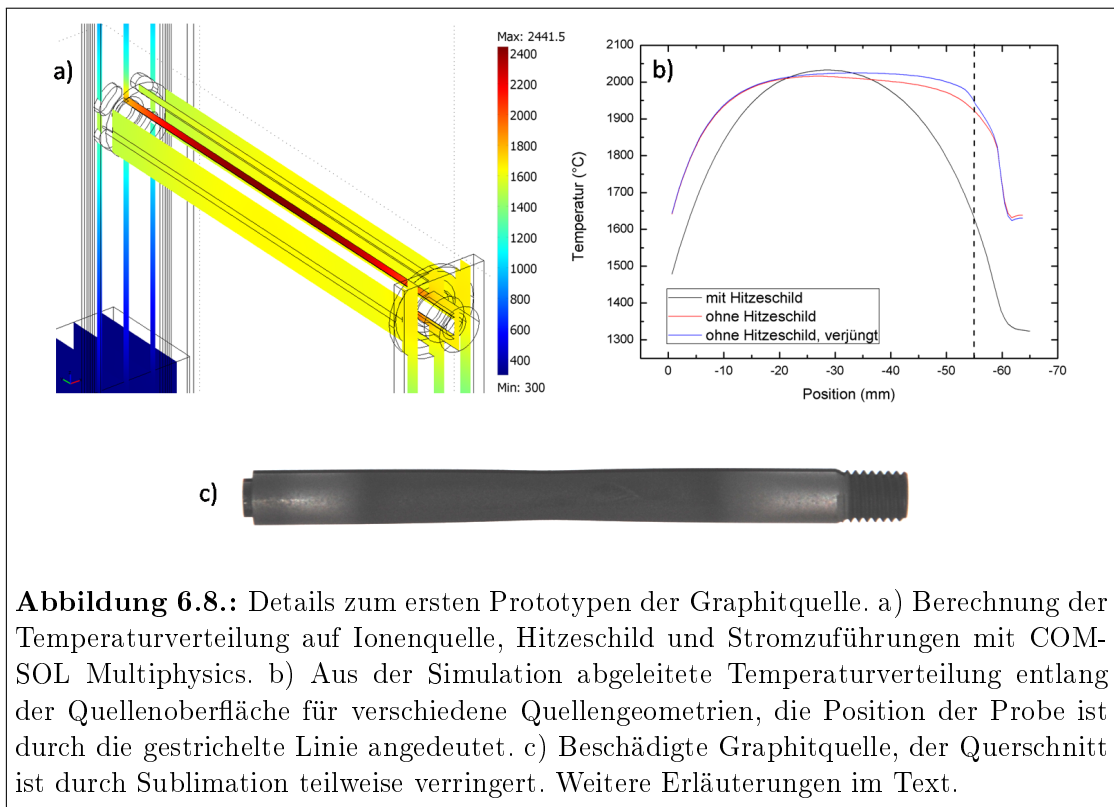 a)
Max: 2441.5
2400
2200
2000
1800
1600
1400
1200
1000
800
600
400
Min: 300
b)
2100
2000
1900
1800
1700
1600
1500
1400
1300
Temperatur (°C)
mit Hitzeschild
ohne Hitzeschild
ohne Hitzeschild, verjüngt
0 -10 -20 -30 -40 -50 -60 -70
Position (mm)
c)
Abbildung 6.8.: Details zum ersten Prototypen der Graphitquelle. a) Berechnung der
Temperaturverteilung auf Ionenquelle, Hitzeschild und Stromzuführungen mit COM-
SOL Multiphysics. b) Aus der Simulation abgeleitete Temperaturverteilung entlang
der Quellenoberfläche für verschiedene Quellengeometrien, die Position der Probe ist
durch die gestrichelte Linie angedeutet. c) Beschädigte Graphitquelle, der Querschnitt
ist durch Sublimation teilweise verringert. Weitere Erläuterungen im Text.